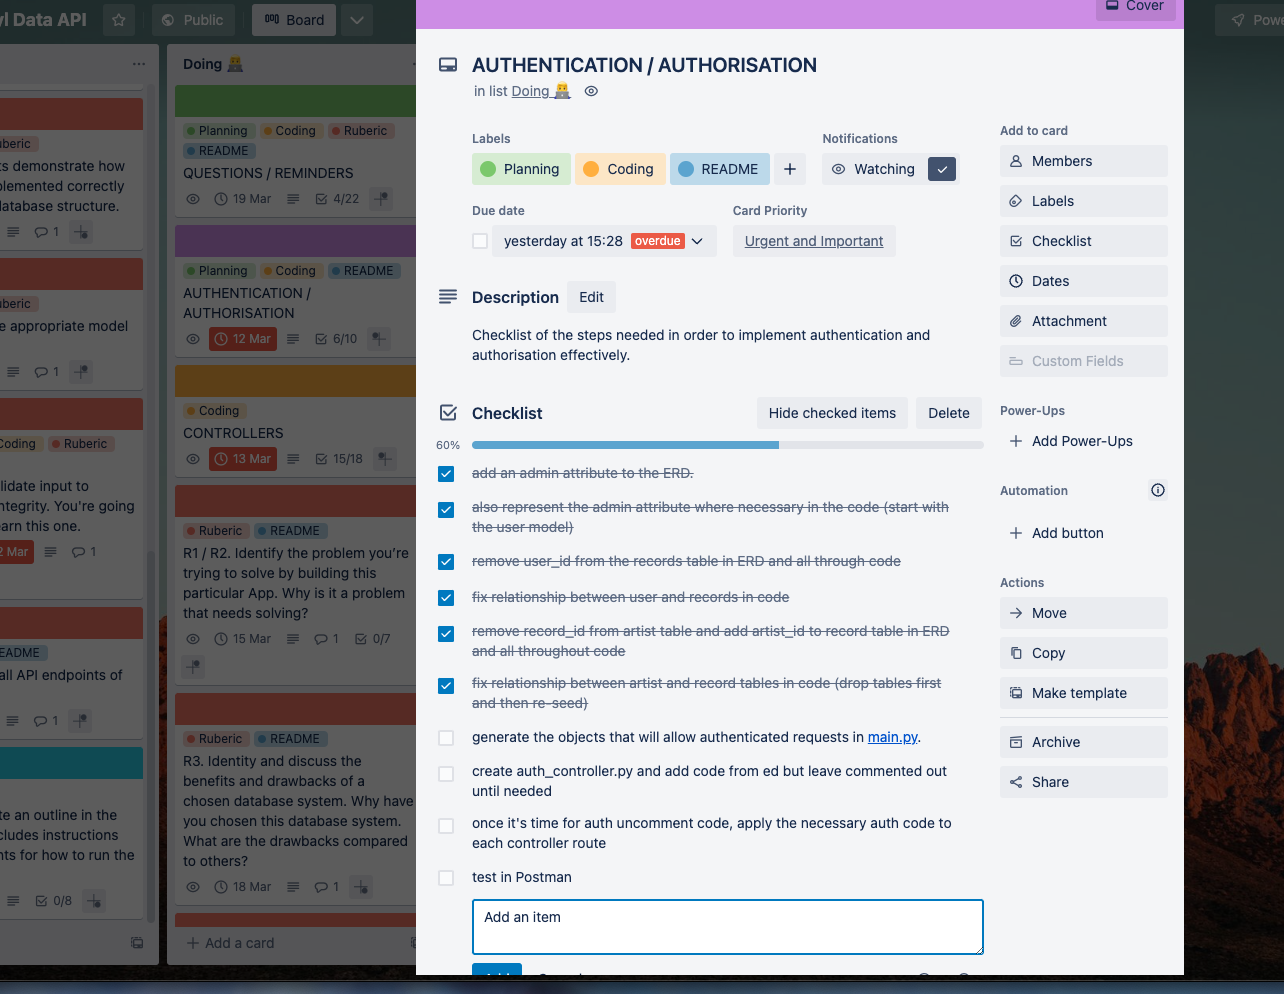 yl Data API
Public
Board
Cover
Power
Doing
uberic
ts demonstrate how
plemented correctly
database structure.
1
uberic
e appropriate model
1
Coding
Ruberic
lidate input to
ntegrity. You're going
earn this one.
2 Mar
1
EADME
all API endpoints of
1
te an outline in the
cludes instructions
nts for how to run the
0/8
Planning
Coding
Ruberic
README
QUESTIONS / REMINDERS
19 Mar
4/22
Planning
Coding
README
AUTHENTICATION /
AUTHORISATION
12 Mar
6/10
Coding
CONTROLLERS
13 Mar
15/18
Ruberic
README
R1 / R2. Identify the problem you're
trying to solve by building this
particular App. Why is it a problem
that needs solving?
15 Mar
1
0/7
Ruberic
README
R3. Identity and discuss the
benefits and drawbacks of a
chosen database system. Why have
you chosen this database system.
What are the drawbacks compared
to others?
18 Mar
1
Add a card
AUTHENTICATION / AUTHORISATION
in list Doing
Labels
Planning
Coding
README
Notifications
Watching
Due date
yesterday at 15:28 overdue
Card Priority
Urgent and Important
Description
Edit
Checklist of the steps needed in order to implement authentication and
authorisation effectively.
Checklist
Hide checked items
Delete
60%
add an admin attribute to the ERD.
also represent the admin attribute where necessary in the code (start with
the user model)
remove user_id from the records table in ERD and all through code
fix relationship between user and records in code
remove record_id from artist table and add artist_id to record table in ERD
and all throughout code
fix relationship between artist and record tables in code (drop tables first
and then re-seed)
generate the objects that will allow authenticated requests in main.py.
create auth_controller.py and add code from ed but leave commented out
until needed
once it's time for auth uncomment code, apply the necessary auth code to
each controller route
test in Postman
Add an item
Add to card
Members
Labels
Checklist
Dates
Attachment
Custom Fields
Power-Ups
Add Power-Ups
Automation
Add button
Actions
Move
Copy
Make template
Archive
Share